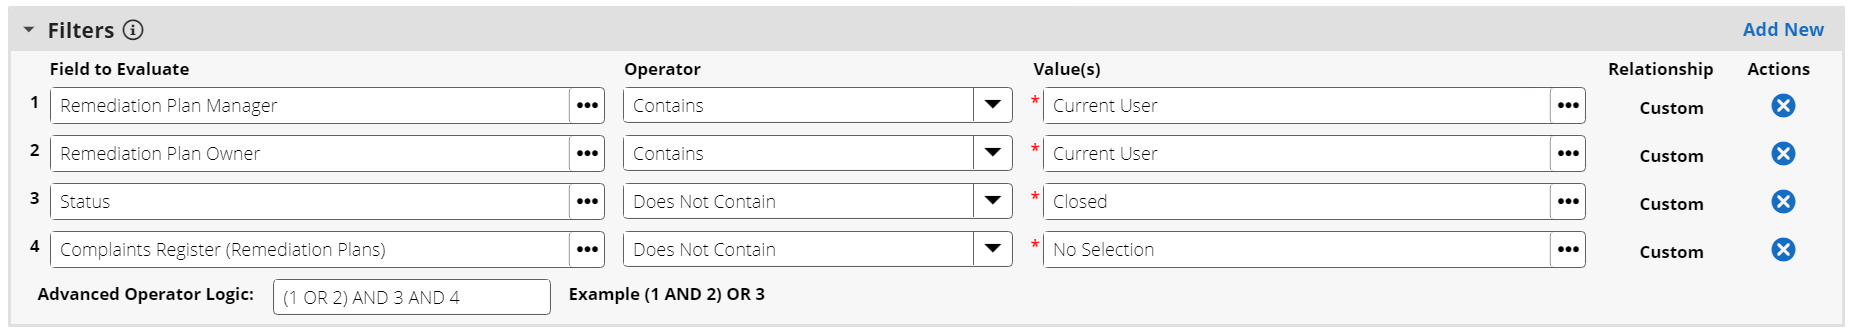 Filters
Add New
Field to Evaluate Operator Value(s) Relationship Actions
1 Remediation Plan Manager ••• Contains * Current User ••• Custom
2 Remediation Plan Owner ••• Contains * Current User ••• Custom
3 Status ••• Does Not Contain * Closed ••• Custom
4 Complaints Register (Remediation Plans) ••• Does Not Contain * No Selection ••• Custom
Advanced Operator Logic: (1 OR 2) AND 3 AND 4 Example (1 AND 2) OR 3